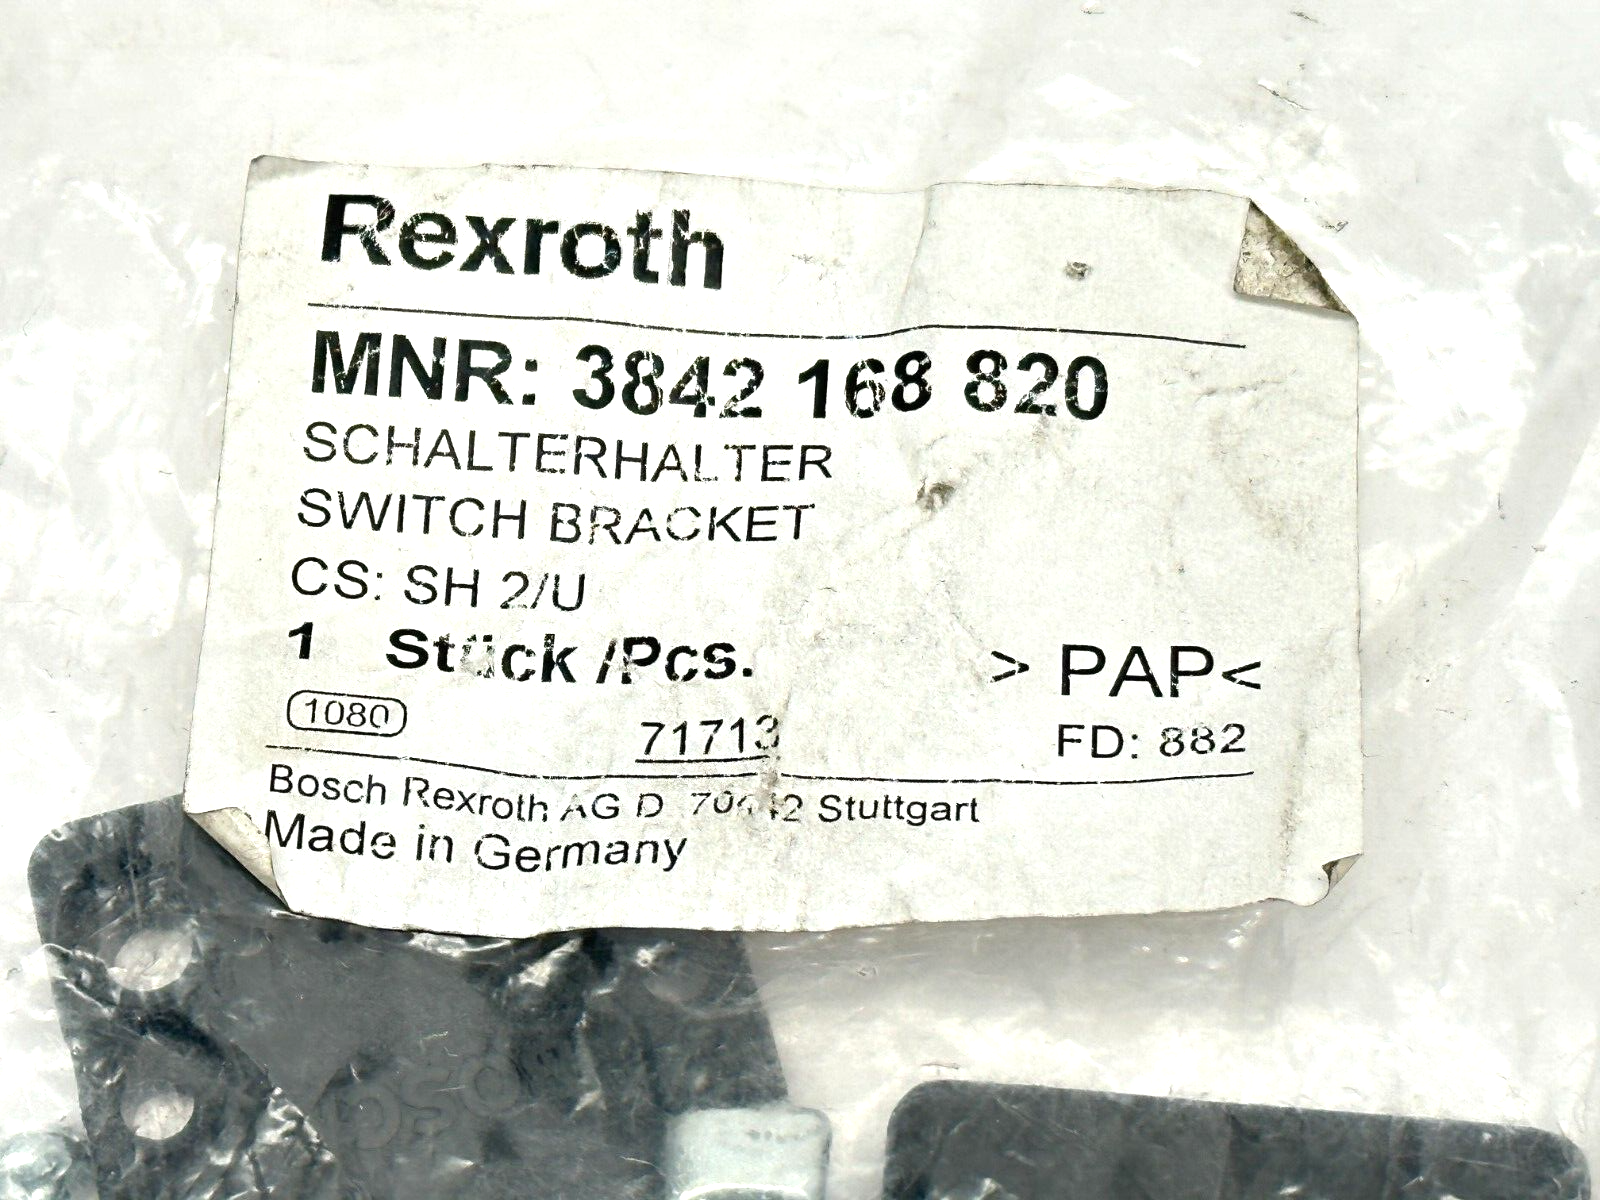 Rexroth
MNR: 3842 168 820
SCHALTERHALTER
SWITCH BRACKET
CS: SH 2/U
1 Stück /Pcs.
> PAP<
1080
71713
FD: 882
Bosch Rexroth AG D Stuttgart
Made in Germany